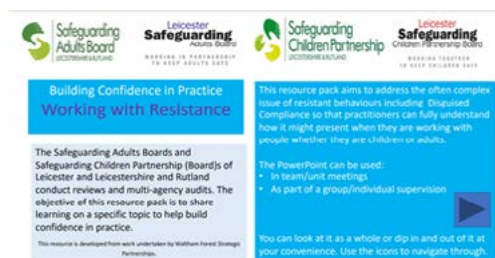 Safeguarding
Adults Board
LEICESTERSHIRE & RUTLAND
Leicester
Safeguarding
Adults Board
WORKING IN PARTNERSHIP
TO KEEP ADULTS SAFE
Building Confidence in Practice
Working with Resistance
The Safeguarding Adults Boards and
Safeguarding Children Partnership (Board)s of
Leicester and Leicestershire and Rutland
conduct reviews and multi-agency audits. The
objective of this resource pack is to share
learning on a specific topic to help build
confidence in practice.
This resource is developed from work undertaken by Waltham Forest Strategic
Partnerships.
Safeguarding
Children Partnership
LEICESTERSHIRE & RUTLAND
Leicester
Safeguarding
Children Partnership Board
WORKING TOGETHER
TO KEEP CHILDREN SAFE
This resource pack aims to address the often complex
issue of resistant behaviours including Disguised
Compliance so that practitioners can fully understand
how it might present when they are working with
people whether they are children or adults.
The PowerPoint can be used:
• In team/unit meetings
• As part of a group/individual supervision
You can look at it as a whole or dip in and out of it at
your convenience. Use the icons to navigate through.